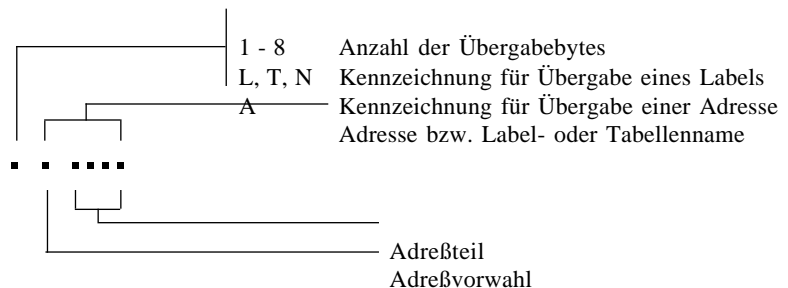 1 - 8 Anzahl der Übergabebytes
L, T, N Kennzeichnung für Übergabe eines Labels
A Kennzeichnung für Übergabe einer Adresse
Adresse bzw. Label- oder Tabellenname
Adreßteil
Adreßvorwahl